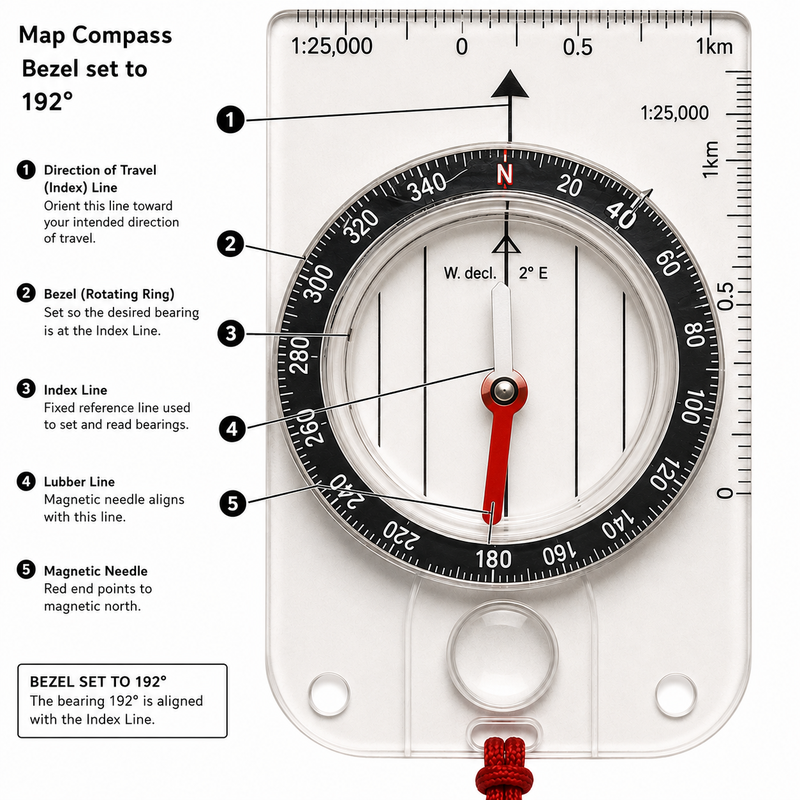 Map Compass
Bezel set to
192°
1 Direction of Travel
(Index) Line
Orient this line toward
your intended direction
of travel.
2 Bezel (Rotating Ring)
Set so the desired bearing
is at the Index Line.
3 Index Line
Fixed reference line used
to set and read bearings.
4 Lubber Line
Magnetic needle aligns
with this line.
5 Magnetic Needle
Red end points to
magnetic north.
BEZEL SET TO 192°
The bearing 192° is aligned
with the Index Line.
1:25,000 0 0.5 1km
1:25,000
1km
0.5
0
1
2
3
4
5
N
20
40
60
80
100
120
140
160
180
220
240
260
280
300
320
340
W. decl. 2° E